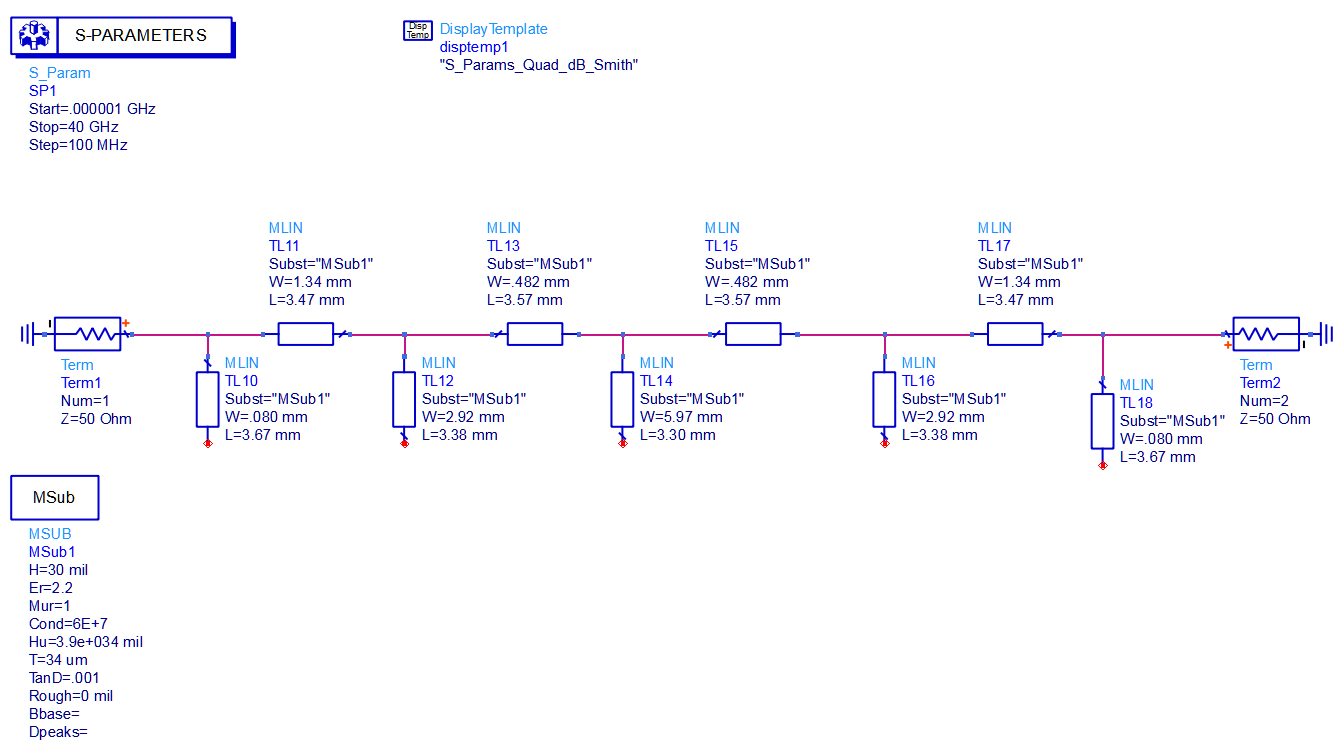 S-PARAMETERS
S_Param
SP1
Start=.000001 GHz
Stop=40 GHz
Step=100 MHz
Disp
Temp
DisplayTemplate
disptemp1
"S_Params_Quad_dB_Smith"
MLIN
TL11
Subst="MSub1"
W=1.34 mm
L=3.47 mm
MLIN
TL13
Subst="MSub1"
W=.482 mm
L=3.57 mm
MLIN
TL15
Subst="MSub1"
W=.482 mm
L=3.57 mm
MLIN
TL17
Subst="MSub1"
W=1.34 mm
L=3.47 mm
Term
Term1
Num=1
Z=50 Ohm
MLIN
TL10
Subst="MSub1"
W=.080 mm
L=3.67 mm
MLIN
TL12
Subst="MSub1"
W=2.92 mm
L=3.38 mm
MLIN
TL14
Subst="MSub1"
W=5.97 mm
L=3.30 mm
MLIN
TL16
Subst="MSub1"
W=2.92 mm
L=3.38 mm
MLIN
TL18
Subst="MSub1"
W=.080 mm
L=3.67 mm
Term
Term2
Num=2
Z=50 Ohm
MSub
MSUB
MSub1
H=30 mil
Er=2.2
Mur=1
Cond=6E+7
Hu=3.9e+034 mil
T=34 um
TanD=.001
Rough=0 mil
Bbase=
Dpeaks=